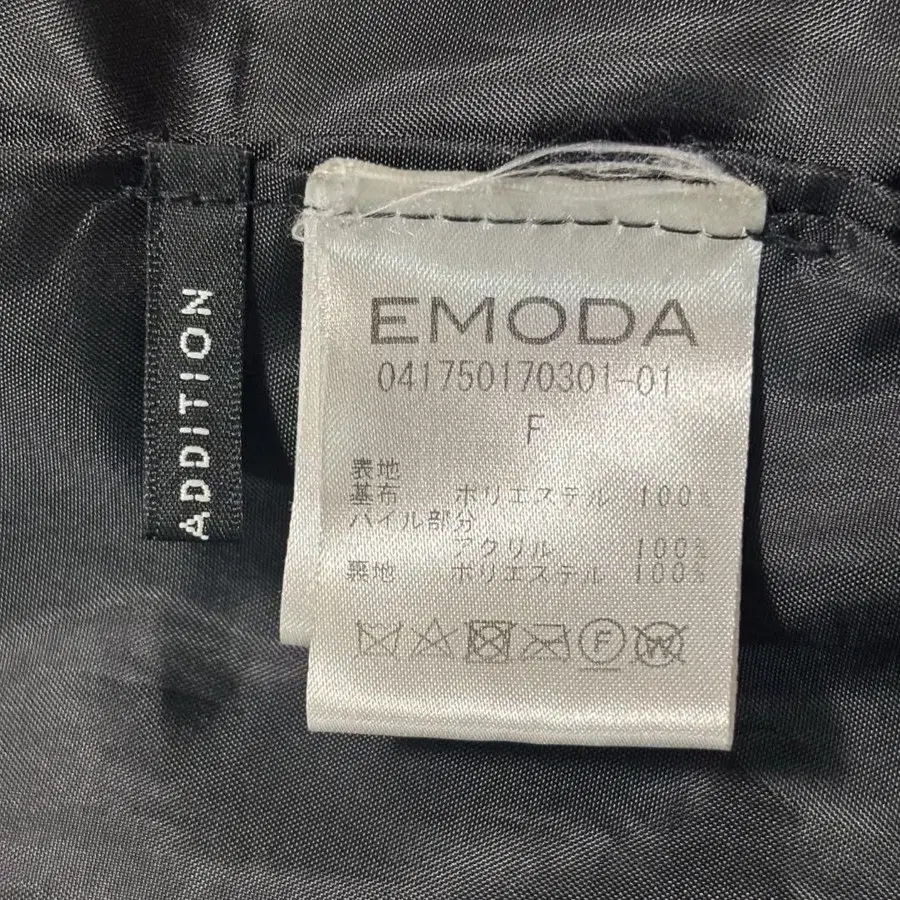 ADDITION
EMODA
041750170301-01
F
表地
基布 ポリエステル 100%
パイル部分
アクリル 100%
裏地 ポリエステル 100%
F W